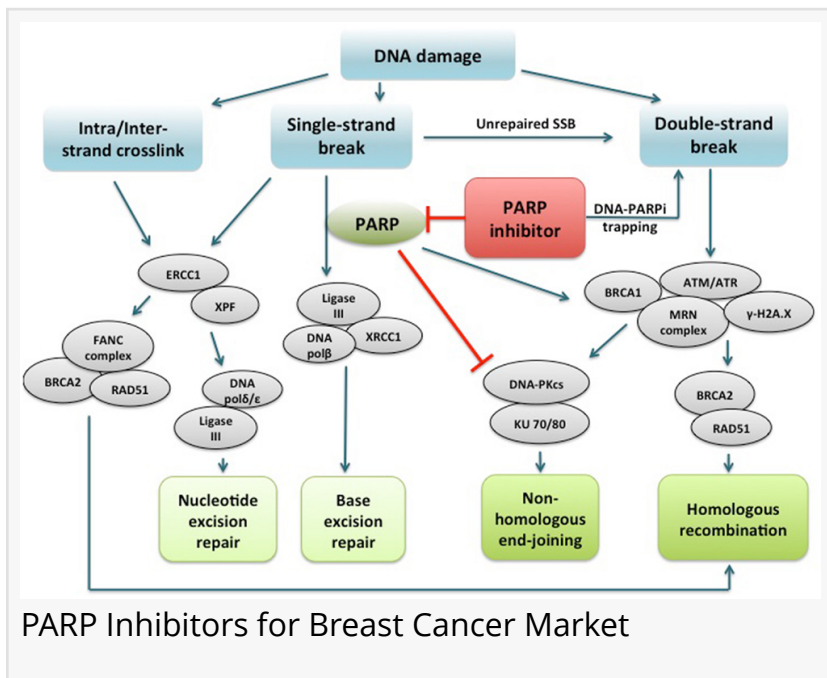 DNA damage
Intra/Inter-
strand crosslink
Single-strand
break
Unrepaired SSB
Double-strand
break
PARP
PARP
inhibitor
DNA-PARPi
trapping
ERCC1
XPF
Ligase
III
DNA
polβ
XRCC1
BRCA1
ATM/ATR
MRN
complex
γ-H2A.X
FANC
complex
BRCA2
RAD51
DNA
polδ/ε
Ligase
III
DNA-PKcs
KU 70/80
BRCA2
RAD51
Nucleotide
excision
repair
Base
excision
repair
Non-
homologous
end-joining
Homologous
recombination
PARP Inhibitors for Breast Cancer Market